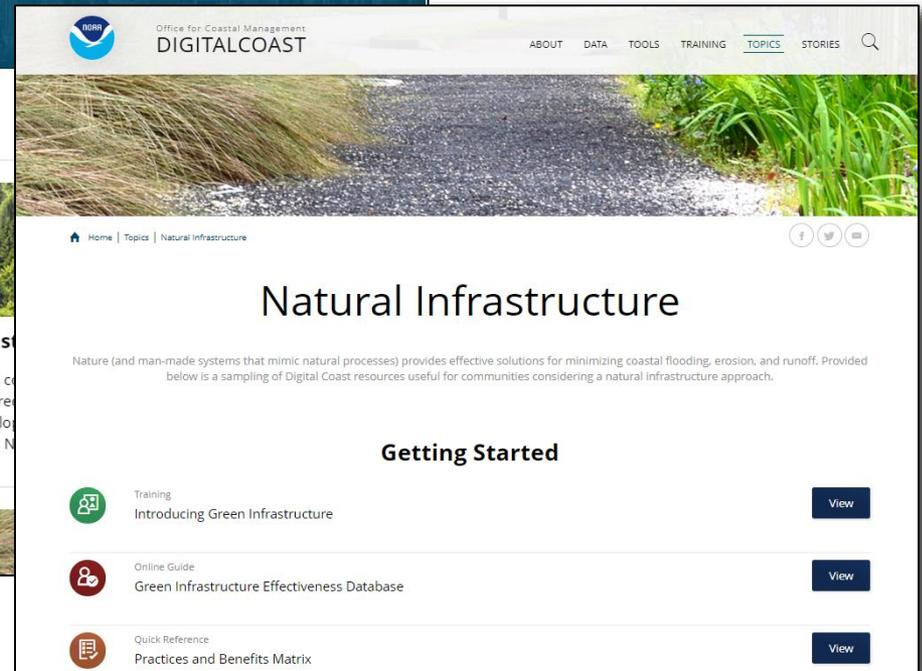 NOAA
Office for Coastal Management
DIGITALCOAST
ABOUT DATA TOOLS TRAINING TOPICS STORIES
Home | Topics | Natural Infrastructure
Natural Infrastructure
Nature (and man-made systems that mimic natural processes) provides effective solutions for minimizing coastal flooding, erosion, and runoff. Provided
below is a sampling of Digital Coast resources useful for communities considering a natural infrastructure approach.
Getting Started
Training
Introducing Green Infrastructure
View
Online Guide
Green Infrastructure Effectiveness Database
View
Quick Reference
Practices and Benefits Matrix
View